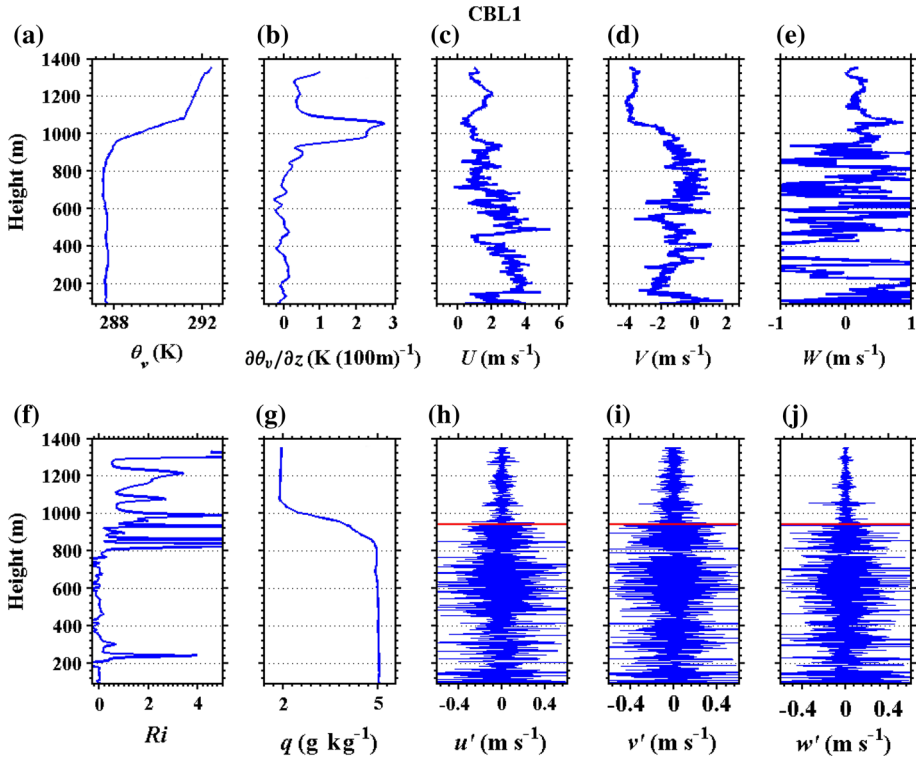 CBL1
(a) (b) (c) (d) (e)
1400
1200
1000
800
600
400
200
Height (m)
288 292 0 1 2 3 0 2 4 6 -4 -2 0 2 -1 0 1
θv (K) ∂θv/∂z (K (100m)⁻¹ U (m s⁻¹) V (m s⁻¹) W (m s⁻¹)
(f) (g) (h) (i) (j)
1400
1200
1000
800
600
400
200
Height (m)
0 2 4 2 5 -0.4 0 0.4 -0.4 0 0.4 -0.4 0 0.4
Ri q (g kg⁻¹) u' (m s⁻¹) v' (m s⁻¹) w' (m s⁻¹)